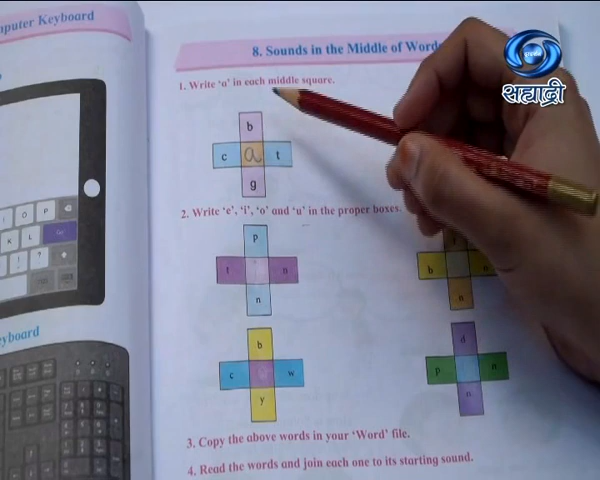 mputer Keyboard
सह्याद्री
8. Sounds in the Middle of Word
1. Write 'a' in each middle square.
b
c a t
g
2. Write 'e', 'i', 'o' and 'u' in the proper boxes.
p
t n
n
b
n
b
c w
y
d
p n
n
3. Copy the above words in your 'Word' file.
4. Read the words and join each one to its starting sound.
eyboard
I O P
K L
! ?